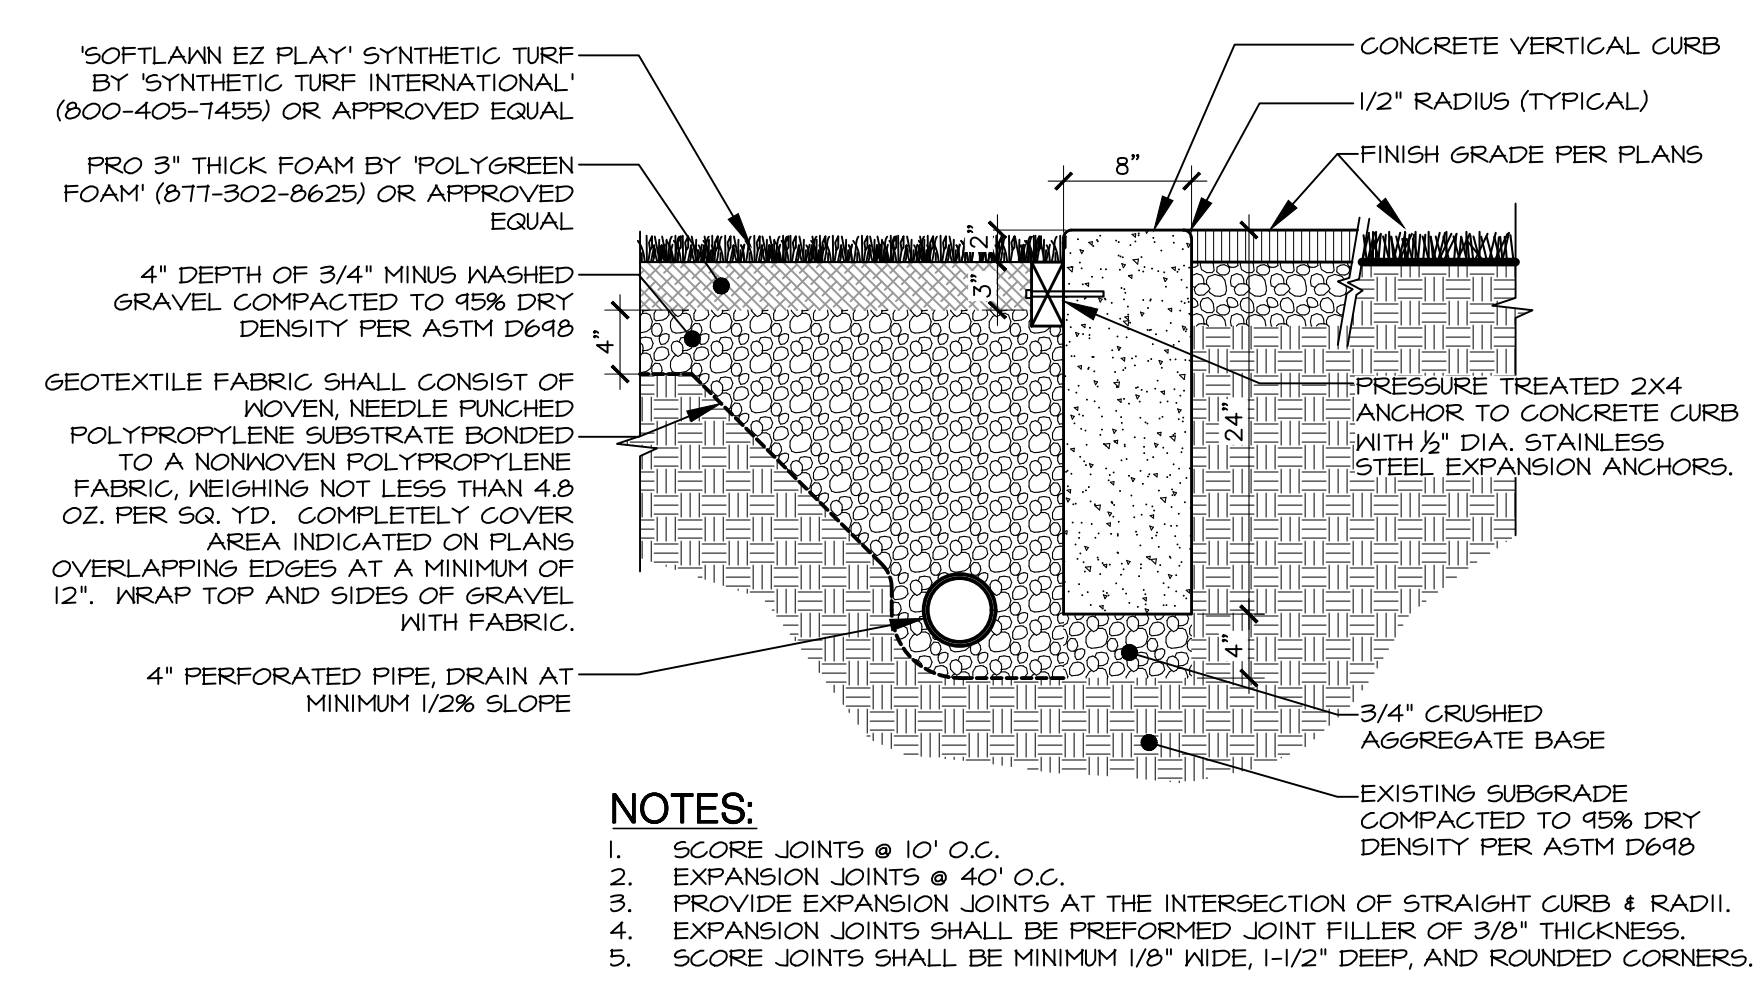 'SOFTLAWN EZ PLAY' SYNTHETIC TURF
BY 'SYNTHETIC TURF INTERNATIONAL'
(800-405-7455) OR APPROVED EQUAL
PRO 3" THICK FOAM BY 'POLYGREEN
FOAM' (877-302-8625) OR APPROVED
EQUAL
4" DEPTH OF 3/4" MINUS WASHED
GRAVEL COMPACTED TO 95% DRY
DENSITY PER ASTM D698
GEOTEXTILE FABRIC SHALL CONSIST OF
WOVEN, NEEDLE PUNCHED
POLYPROPYLENE SUBSTRATE BONDED
TO A NONWOVEN POLYPROPYLENE
FABRIC, WEIGHING NOT LESS THAN 4.8
OZ. PER SQ. YD. COMPLETELY COVER
AREA INDICATED ON PLANS
OVERLAPPING EDGES AT A MINIMUM OF
12". WRAP TOP AND SIDES OF GRAVEL
WITH FABRIC.
4" PERFORATED PIPE, DRAIN AT
MINIMUM 1/2% SLOPE
4"
2"
3"
8"
24"
4"
CONCRETE VERTICAL CURB
1/2" RADIUS (TYPICAL)
FINISH GRADE PER PLANS
PRESSURE TREATED 2X4
ANCHOR TO CONCRETE CURB
WITH ½" DIA. STAINLESS
STEEL EXPANSION ANCHORS.
3/4" CRUSHED
AGGREGATE BASE
EXISTING SUBGRADE
COMPACTED TO 95% DRY
DENSITY PER ASTM D698
NOTES:
1. SCORE JOINTS @ 10' O.C.
2. EXPANSION JOINTS @ 40' O.C.
3. PROVIDE EXPANSION JOINTS AT THE INTERSECTION OF STRAIGHT CURB & RADII.
4. EXPANSION JOINTS SHALL BE PREFORMED JOINT FILLER OF 3/8" THICKNESS.
5. SCORE JOINTS SHALL BE MINIMUM 1/8" WIDE, 1-1/2" DEEP, AND ROUNDED CORNERS.